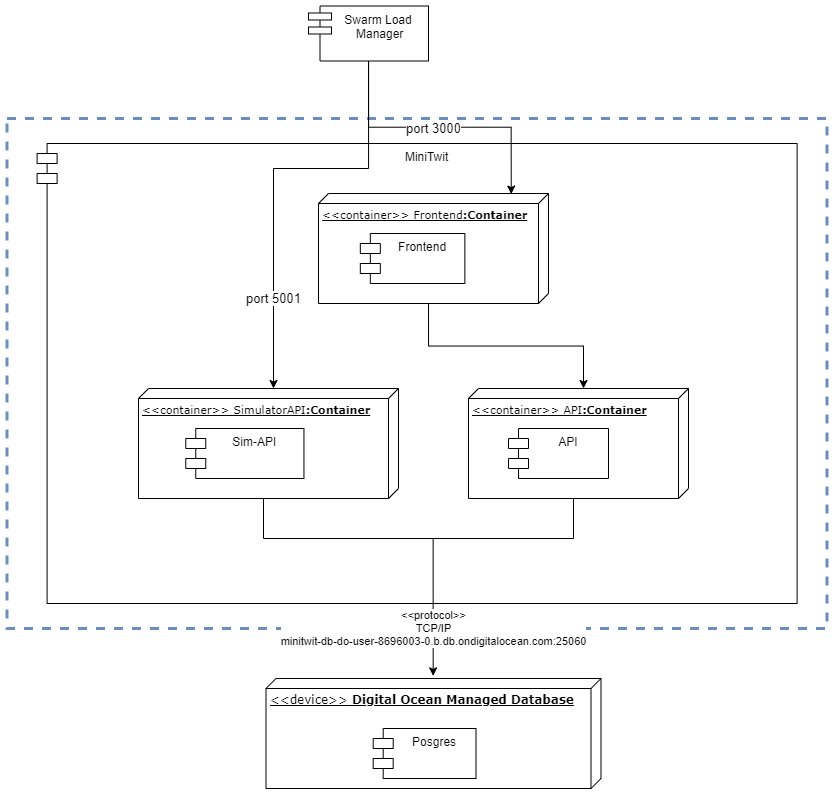 Swarm Load
Manager
port 3000
MiniTwit
<<container>> Frontend:Container
Frontend
port 5001
<<container>> SimulatorAPI:Container
Sim-API
<<container>> API:Container
API
<<protocol>>
TCP/IP
minitwit-db-do-user-8696003-0.b.db.ondigitalocean.com:25060
<<device>> Digital Ocean Managed Database
Posgres